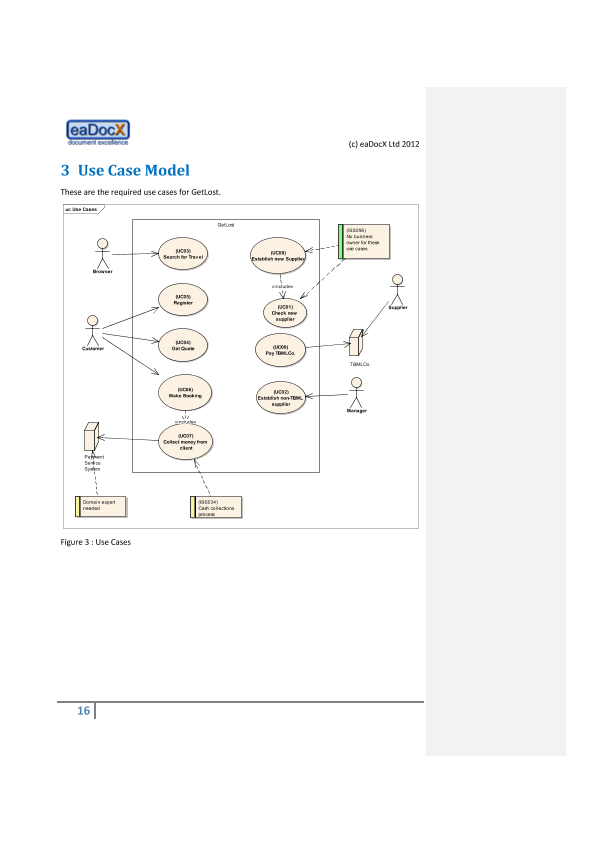 eaDocX
document excellence
(c) eaDocX Ltd 2012
3 Use Case Model
These are the required use cases for GetLost.
uc Use Cases
GetLost
Browser
(UC03)
Search for Travel
(UC08)
Establish new Supplier
(ISS056)
No business
owner for these
use cases
«include»
Supplier
(UC05)
Register
(UC01)
Check new
supplier
Customer
(UC04)
Get Quote
(UC09)
Pay TBMLCo.
TBMLCo.
(UC06)
Make Booking
(UC02)
Establish non-TBML
supplier
Manager
«include»
(UC07)
Collect money from
client
Payment
Service
System
Domain expert
needed
(ISS034)
Cash collections
process
Figure 3 : Use Cases
16